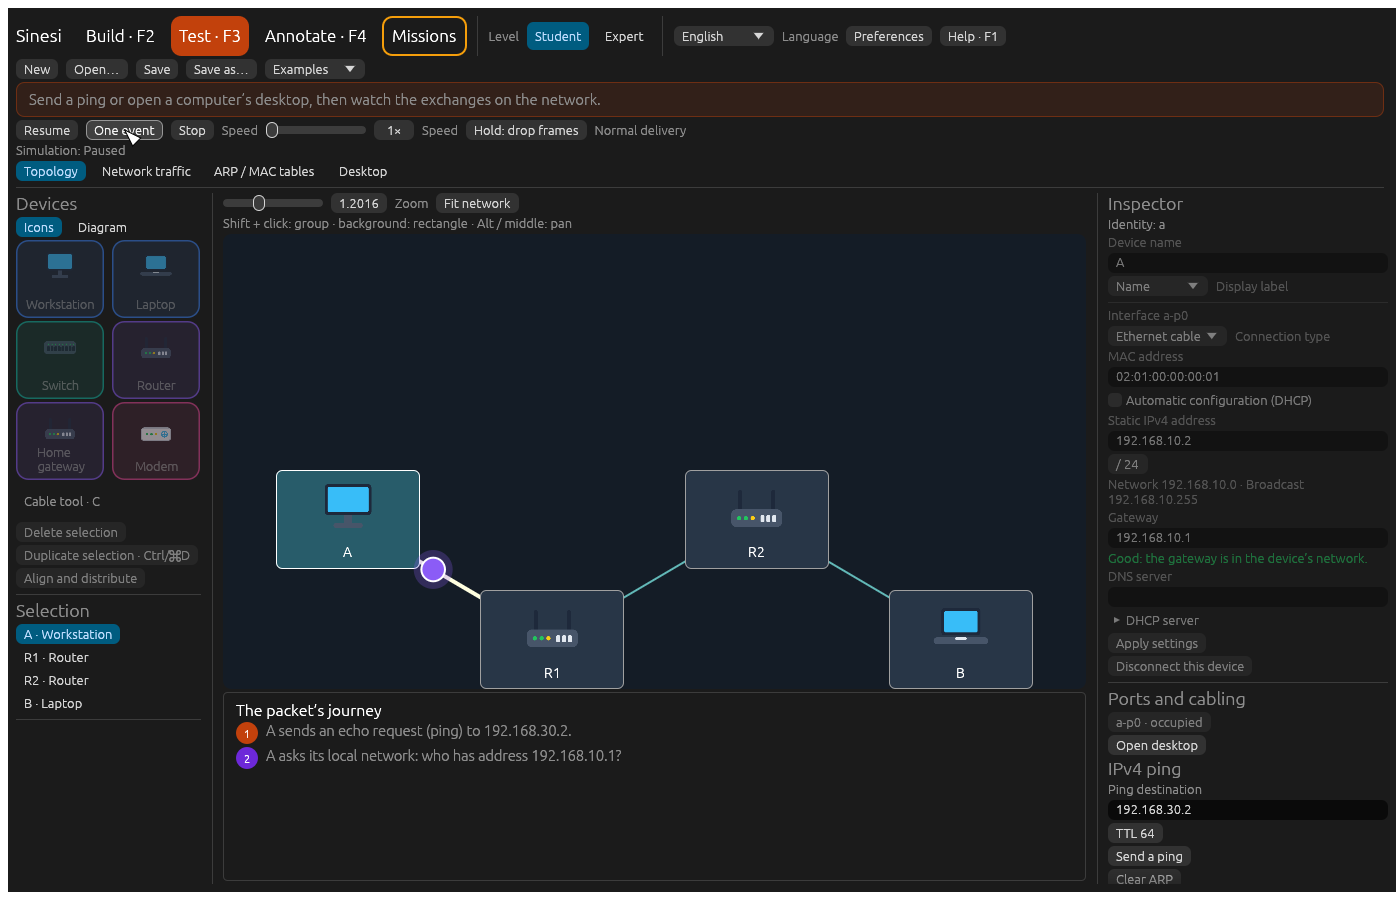 Sinesi Build · F2 Test · F3 Annotate · F4 Missions Level Student Expert English Language Preferences Help · F1
New Open… Save Save as… Examples
Send a ping or open a computer’s desktop, then watch the exchanges on the network.
Resume One event Stop Speed 1× Speed Hold: drop frames Normal delivery
Simulation: Paused
Topology Network traffic ARP / MAC tables Desktop
Devices
Icons Diagram
Workstation Laptop
Switch Router
Home gateway Modem
Cable tool · C
Delete selection
Duplicate selection · Ctrl/⌘D
Align and distribute
Selection
A · Workstation
R1 · Router
R2 · Router
B · Laptop
1.2016 Zoom Fit network
Shift + click: group · background: rectangle · Alt / middle: pan
A
R2
R1
B
The packet’s journey
1 A sends an echo request (ping) to 192.168.30.2.
2 A asks its local network: who has address 192.168.10.1?
Inspector
Identity: a
Device name
A
Name Display label
Interface a-p0
Ethernet cable Connection type
MAC address
02:01:00:00:00:01
Automatic configuration (DHCP)
Static IPv4 address
192.168.10.2
/ 24
Network 192.168.10.0 · Broadcast
192.168.10.255
Gateway
192.168.10.1
Good: the gateway is in the device’s network.
DNS server
DHCP server
Apply settings
Disconnect this device
Ports and cabling
a-p0 · occupied
Open desktop
IPv4 ping
Ping destination
192.168.30.2
TTL 64
Send a ping
Clear ARP